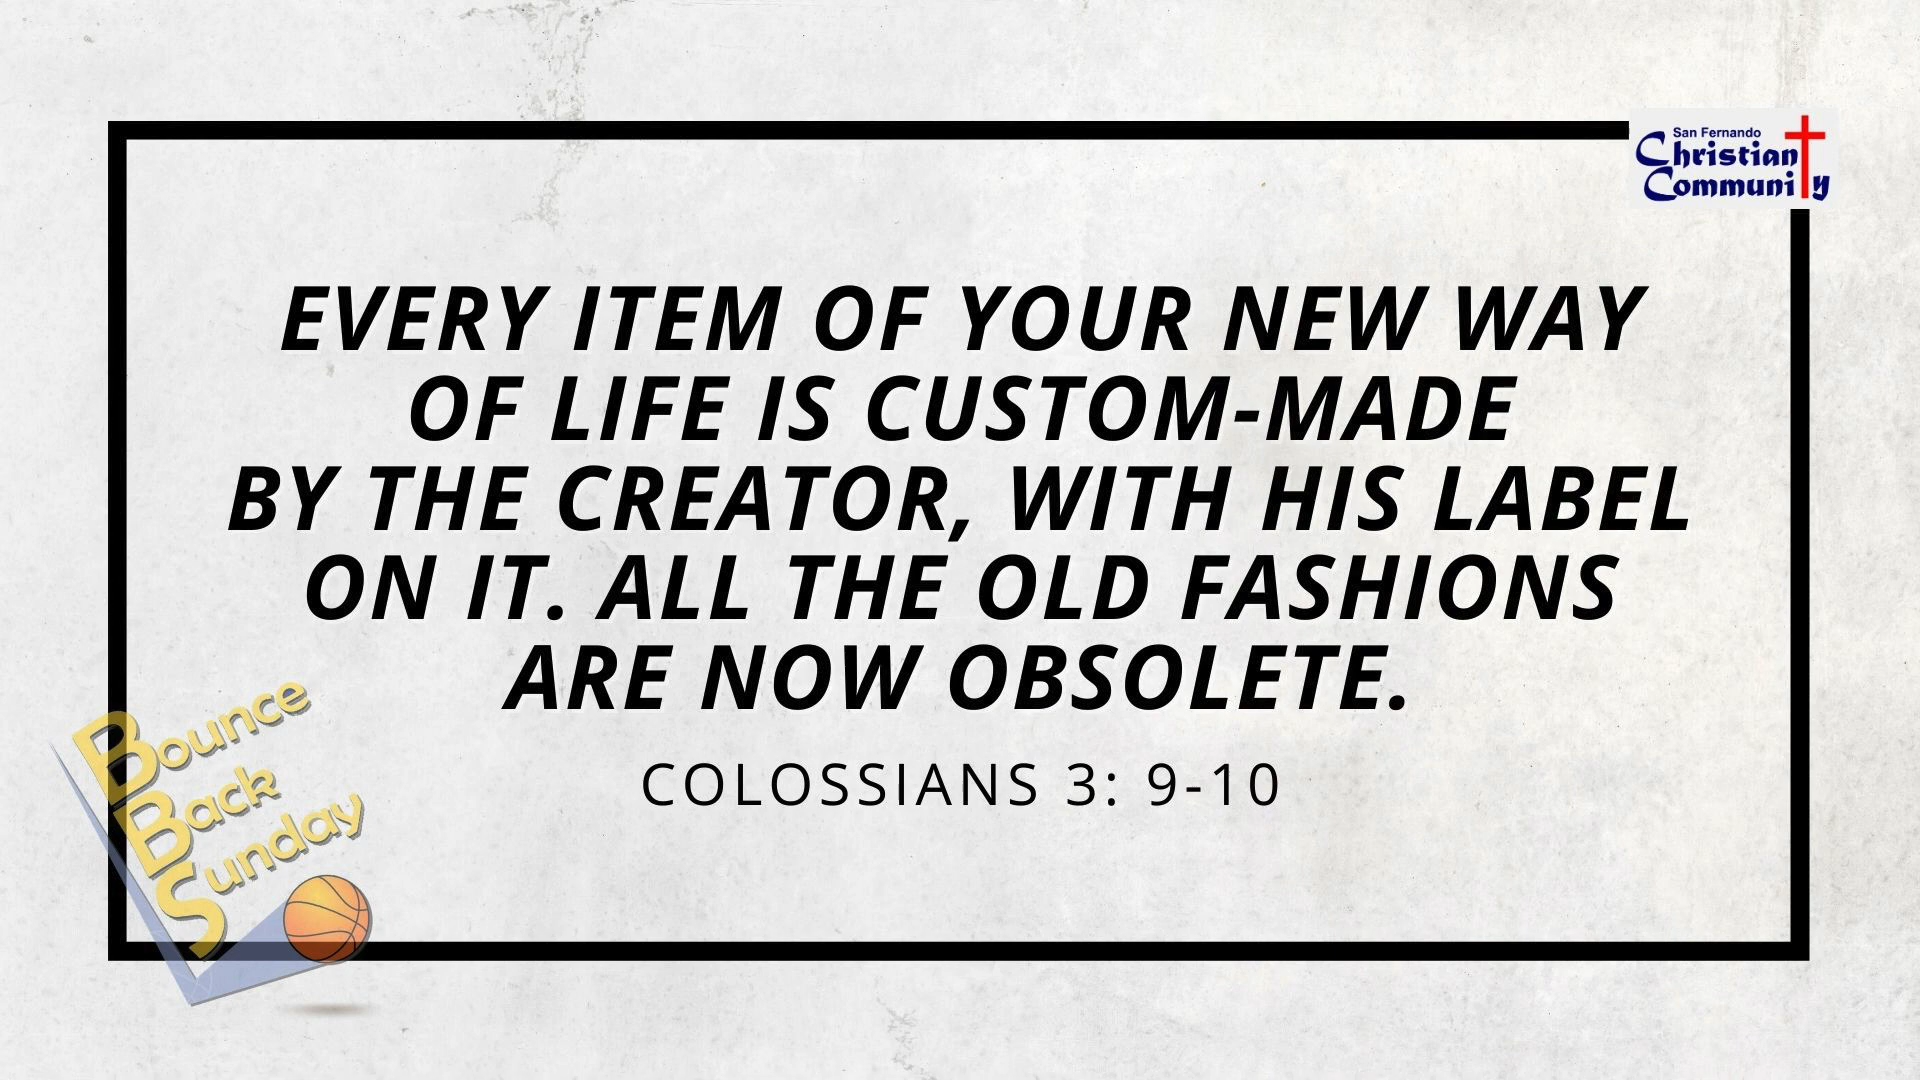 San Fernando
Christian
Community
EVERY ITEM OF YOUR NEW WAY
OF LIFE IS CUSTOM-MADE
BY THE CREATOR, WITH HIS LABEL
ON IT. ALL THE OLD FASHIONS
ARE NOW OBSOLETE.
COLOSSIANS 3: 9-10
Bounce
Back
Sunday